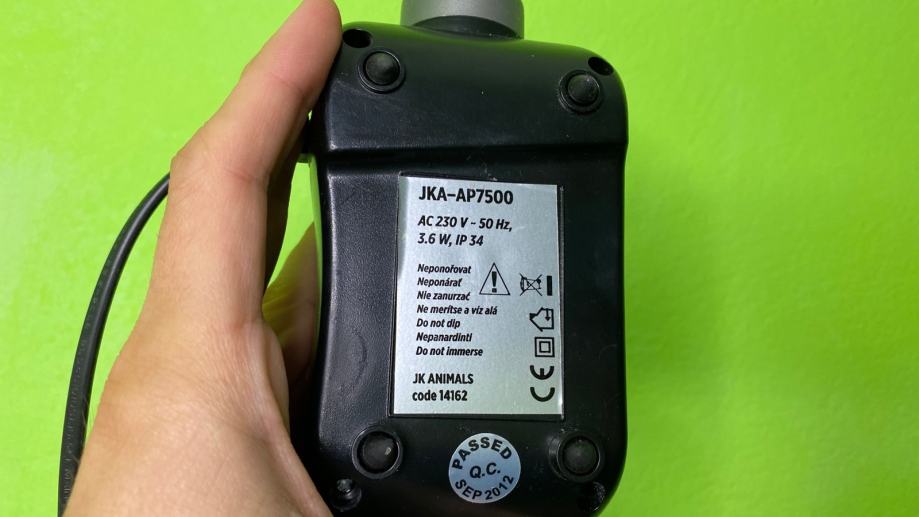 JKA-AP7500
AC 230 V ~ 50 Hz,
3.6 W, IP 34
Neponořovat
Neponárať
Nie zanurzać
Ne merítse a víz alá
Do not dip
Nepanardinti
Do not immerse
JK ANIMALS
code 14162
CE
PASSED
Q.C.
SEP 2012